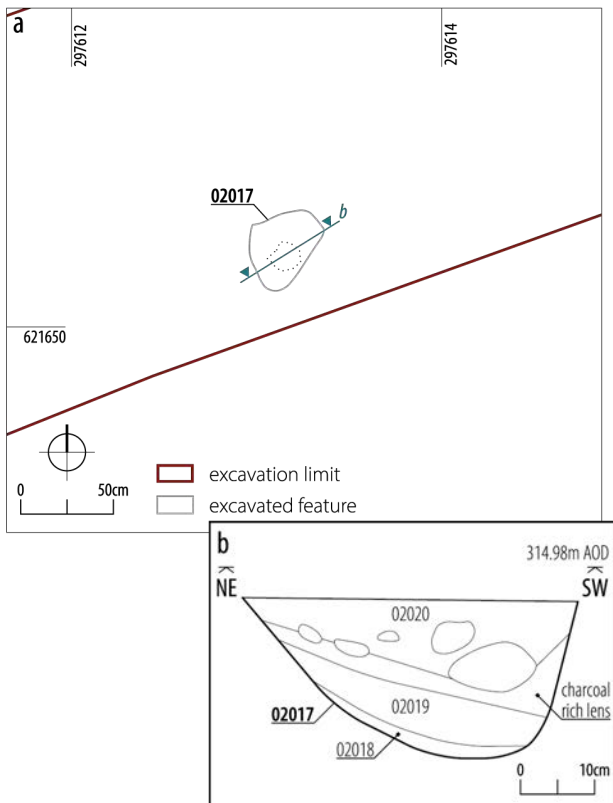 a
297612
297614
02017
b
621650
0 50cm
excavation limit
excavated feature
b
314.98m AOD
NE SW
02020
charcoal
rich lens
02019
02017
02018
0 10cm